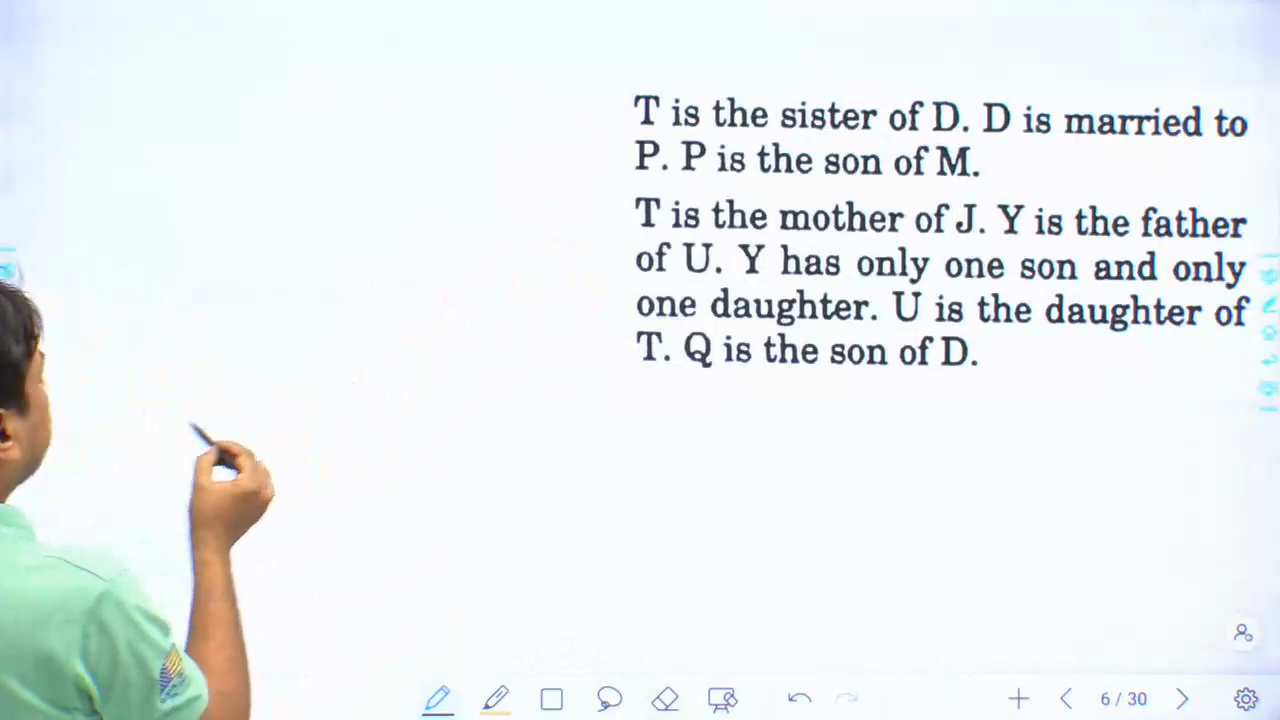 T is the sister of D. D is married to
P. P is the son of M.
T is the mother of J. Y is the father
of U. Y has only one son and only
one daughter. U is the daughter of
T. Q is the son of D.
6 / 30